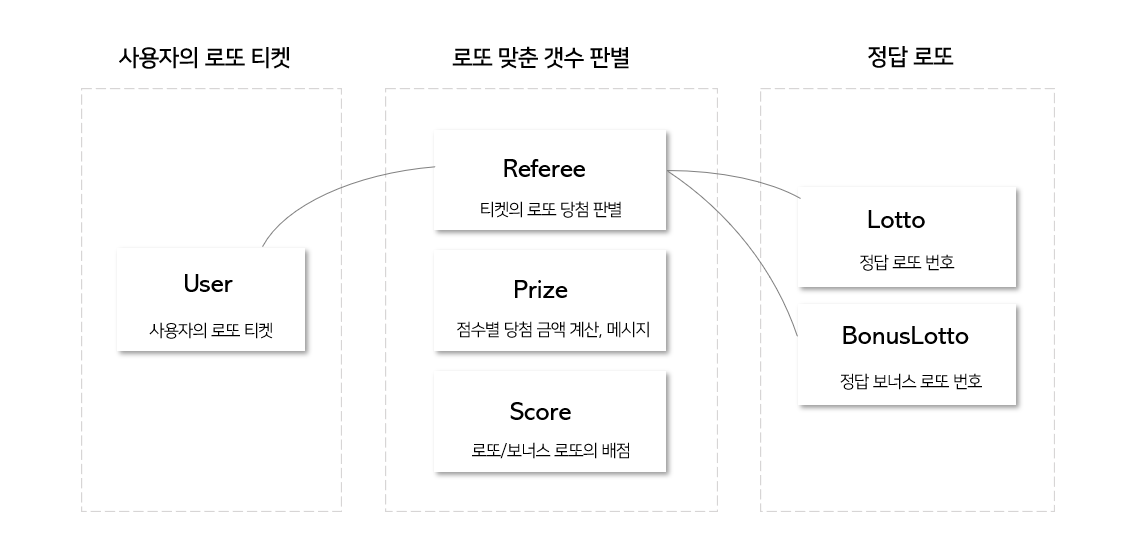 사용자의 로또 티켓
User
사용자의 로또 티켓
로또 맞춘 갯수 판별
Referee
티켓의 로또 당첨 판별
Prize
점수별 당첨 금액 계산, 메시지
Score
로또/보너스 로또의 배점
정답 로또
Lotto
정답 로또 번호
BonusLotto
정답 보너스 로또 번호